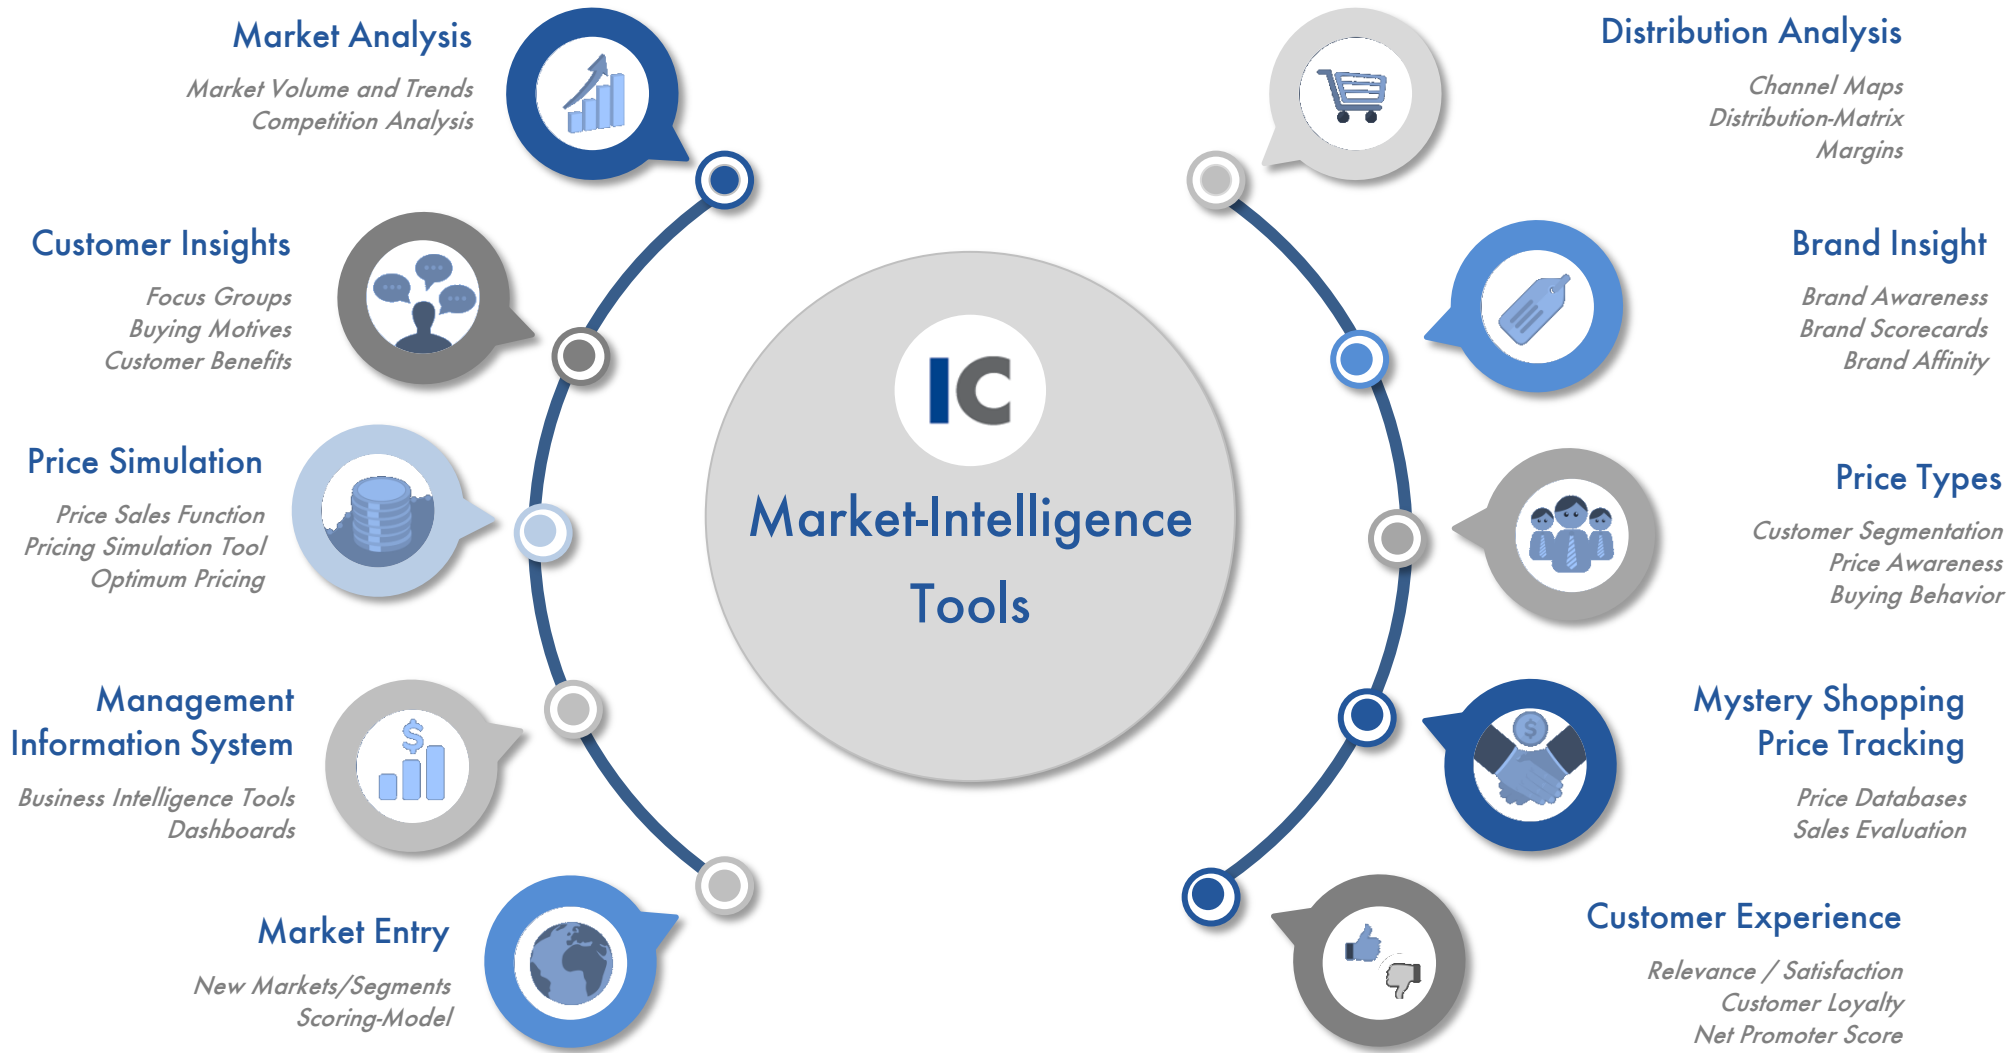 Market Analysis
Market Volume and Trends
Competition Analysis
Customer Insights
Focus Groups
Buying Motives
Customer Benefits
Price Simulation
Price Sales Function
Pricing Simulation Tool
Optimum Pricing
Management
Information System
$
Business Intelligence Tools
Dashboards
Market Entry
New Markets/Segments
Scoring-Model
IC
Market-Intelligence
Tools
Distribution Analysis
Channel Maps
Distribution-Matrix
Margins
Brand Insight
Brand Awareness
Brand Scorecards
Brand Affinity
Price Types
Customer Segmentation
Price Awareness
Buying Behavior
Mystery Shopping
Price Tracking
$
Price Databases
Sales Evaluation
Customer Experience
Relevance / Satisfaction
Customer Loyalty
Net Promoter Score